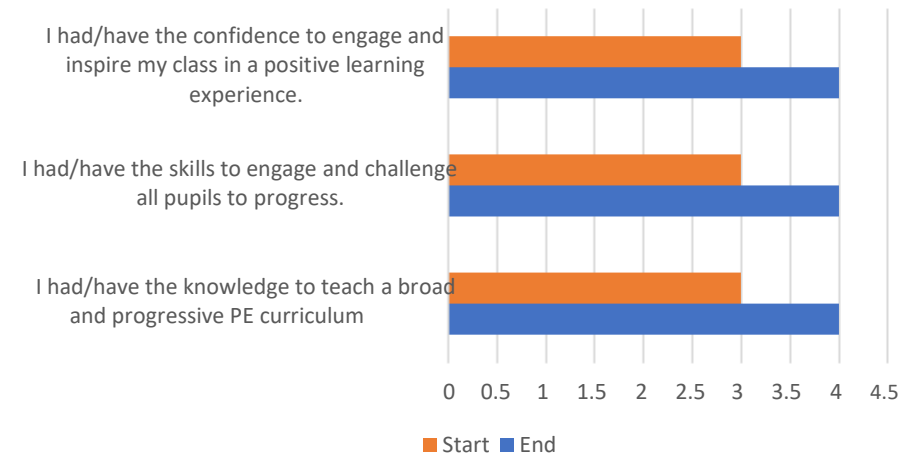 I had/have the confidence to engage and
inspire my class in a positive learning
experience.
I had/have the skills to engage and challenge
all pupils to progress.
I had/have the knowledge to teach a broad
and progressive PE curriculum
0 0.5 1 1.5 2 2.5 3 3.5 4 4.5
Start End